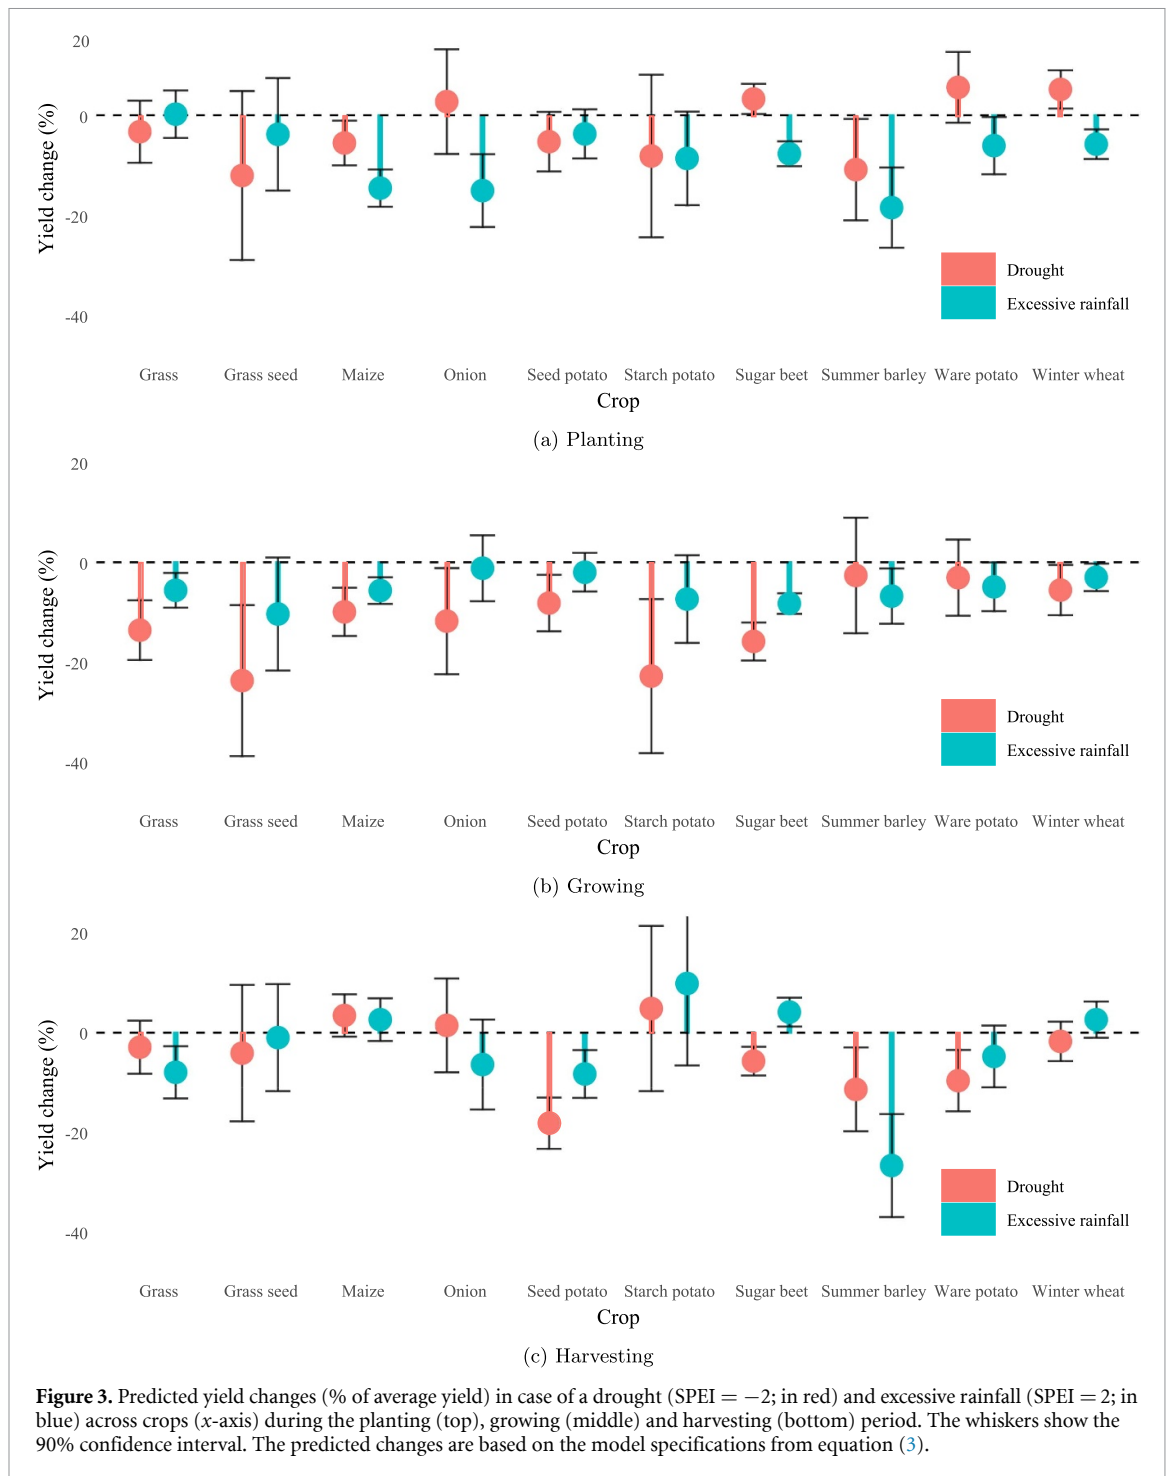 20
0
-20
-40
Yield change (%)
Drought
Excessive rainfall
Grass Grass seed Maize Onion Seed potato Starch potato Sugar beet Summer barley Ware potato Winter wheat
Crop
(a) Planting
20
0
-20
-40
Yield change (%)
Drought
Excessive rainfall
Grass Grass seed Maize Onion Seed potato Starch potato Sugar beet Summer barley Ware potato Winter wheat
Crop
(b) Growing
20
0
-20
-40
Yield change (%)
Drought
Excessive rainfall
Grass Grass seed Maize Onion Seed potato Starch potato Sugar beet Summer barley Ware potato Winter wheat
Crop
(c) Harvesting
Figure 3. Predicted yield changes (% of average yield) in case of a drought (SPEI = −2; in red) and excessive rainfall (SPEI = 2; in
blue) across crops (x-axis) during the planting (top), growing (middle) and harvesting (bottom) period. The whiskers show the
90% confidence interval. The predicted changes are based on the model specifications from equation (3).